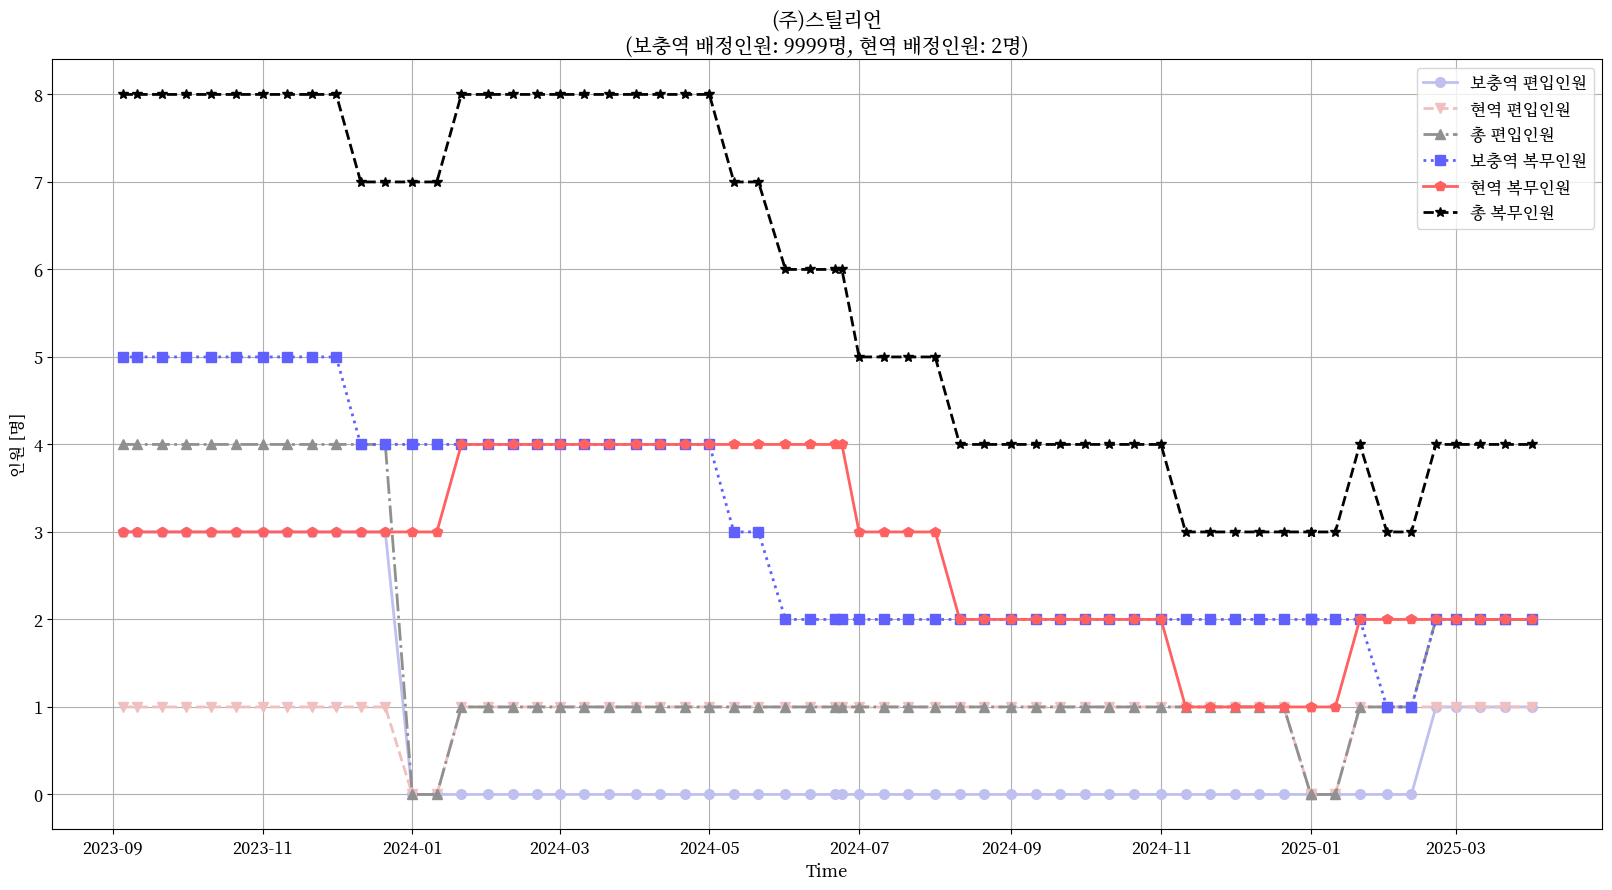 (주)스틸리언
(보충역 배정인원: 9999명, 현역 배정인원: 2명)
보충역 편입인원
현역 편입인원
총 편입인원
보충역 복무인원
현역 복무인원
총 복무인원
인원 [명]
8
7
6
5
4
3
2
1
0
2023-09 2023-11 2024-01 2024-03 2024-05 2024-07 2024-09 2024-11 2025-01 2025-03
Time